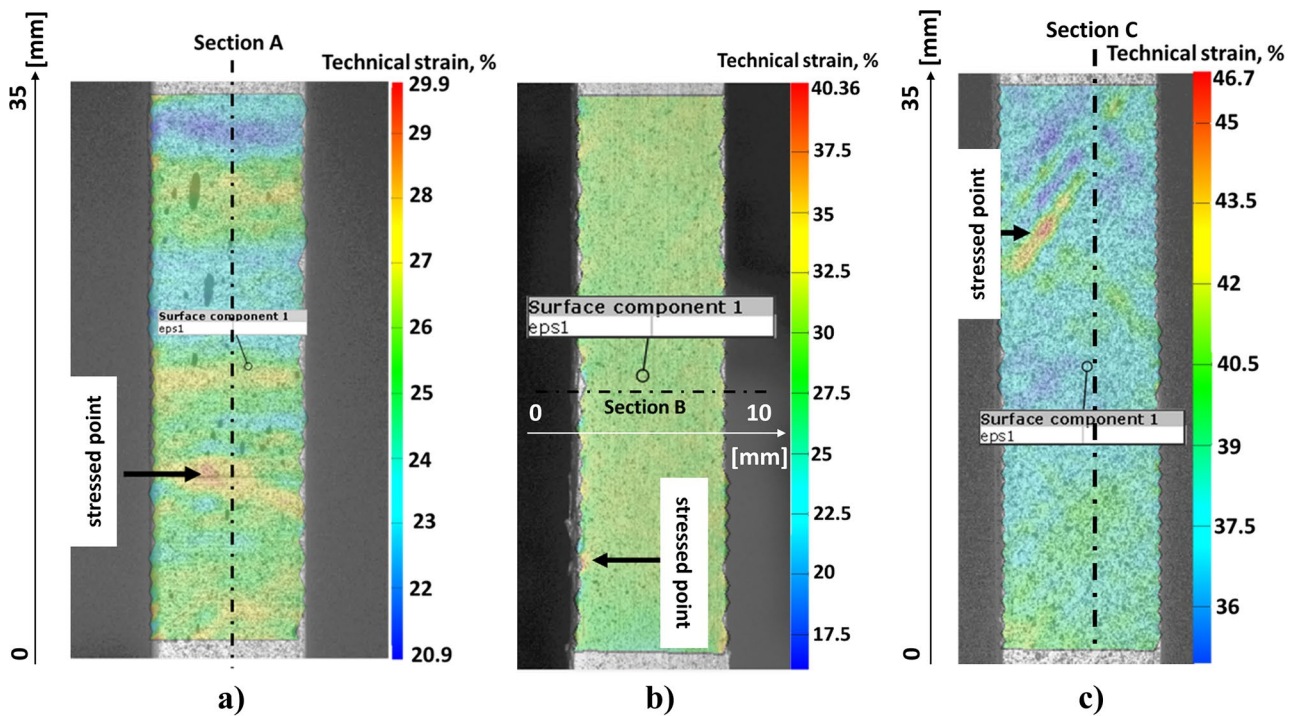 [mm]
35
0
Section A
Technical strain, %
29.9
29
28
27
26
25
24
23
22
20.9
Surface component 1
eps1
stressed point
a)
Technical strain, %
40.36
37.5
35
32.5
30
27.5
25
22.5
20
17.5
Surface component 1
eps1
Section B
0
10
[mm]
stressed point
b)
[mm]
35
0
Section C
Technical strain, %
46.7
45
43.5
42
40.5
39
37.5
36
stressed point
Surface component 1
eps1
c)